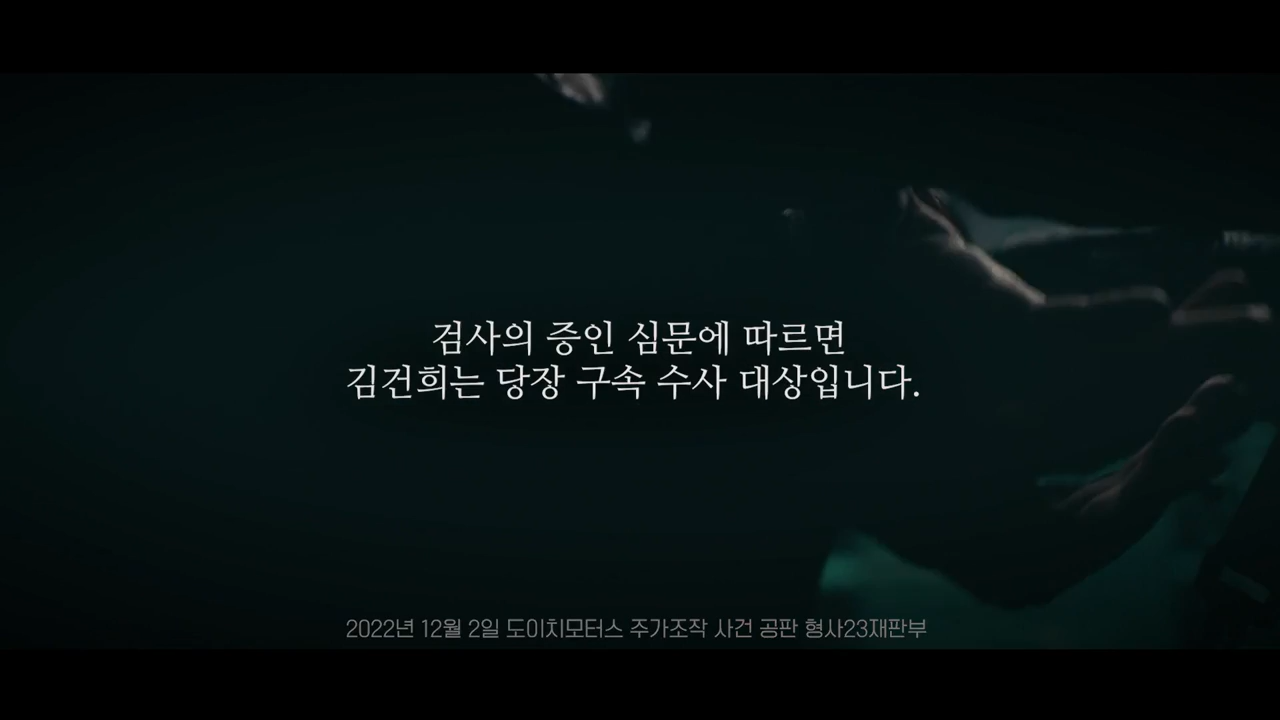 검사의 증인 심문에 따르면
김건희는 당장 구속 수사 대상입니다.
2022년 12월 2일 도이치모터스 주가조작 사건 공판 형사23재판부